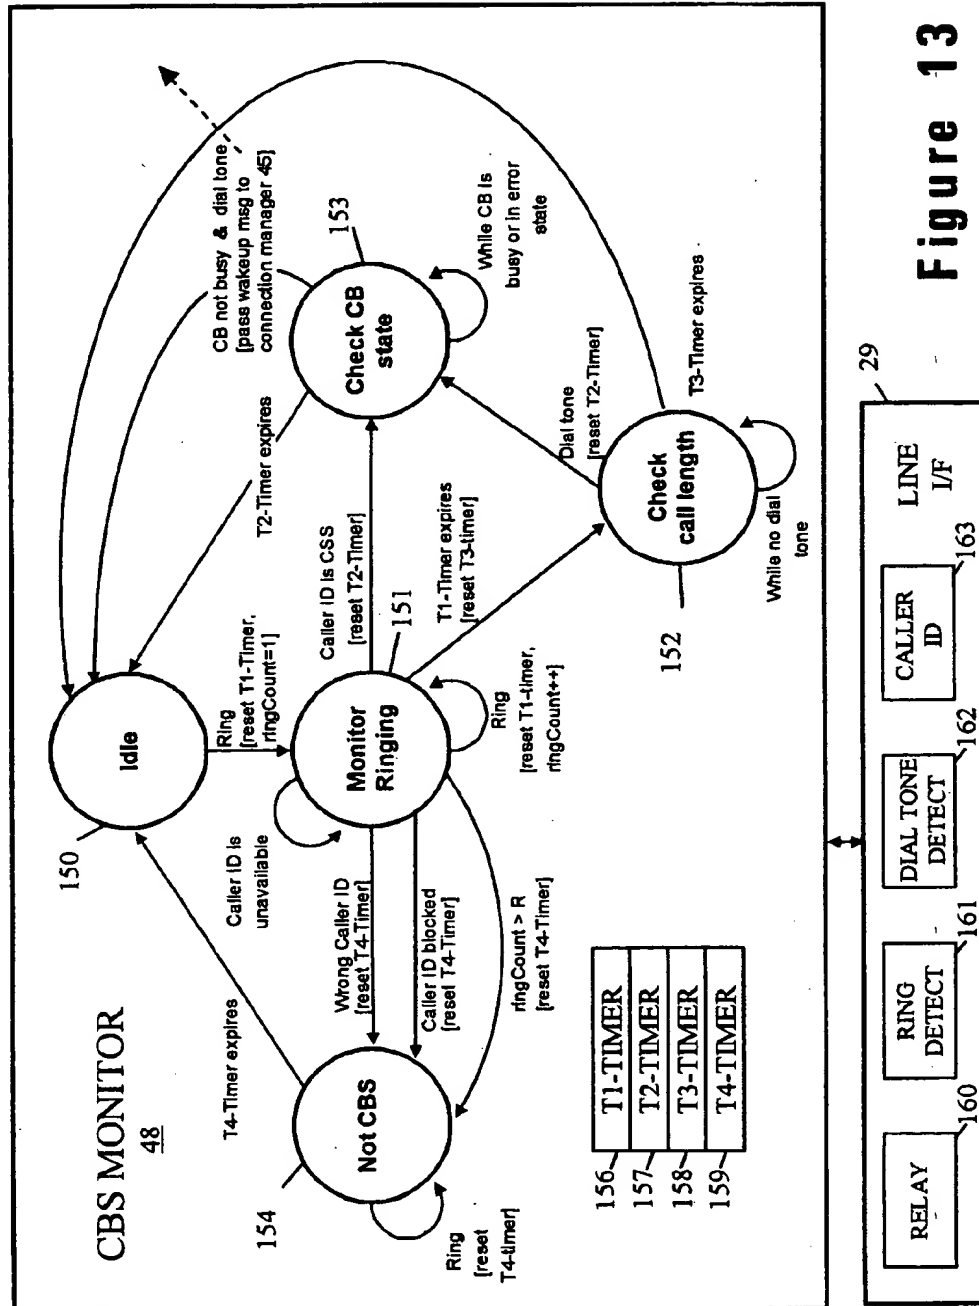 CBS MONITOR
48
150
Idle
T4-Timer expires
Ring
[reset T1-Timer,
ringCount=1]
T2-Timer expires
CB not busy & dial tone
[pass wakeup msg to
connection manager 45]
154
Not CBS
Ring
[reset
T4-timer]
Caller ID is
unavailable
Wrong Caller ID
[reset T4-Timer]
Caller ID blocked
[reset T4-Timer]
ringCount > R
[reset T4-Timer]
Monitor
Ringing
151
Ring
[reset T1-timer,
ringCount++]
Caller ID is CSS
[reset T2-Timer]
T1-Timer expires
[reset T3-timer]
Check CB
state
153
While CB is
busy or in error
state
Dial tone
[reset T2-Timer]
Check
call length
152
While no dial
tone
T3-Timer expires
156
T1-TIMER
157
T2-TIMER
158
T3-TIMER
159
T4-TIMER
29
RELAY
160
RING
DETECT
161
DIAL TONE
DETECT
162
CALLER
ID
163
LINE
I/F
Figure 13